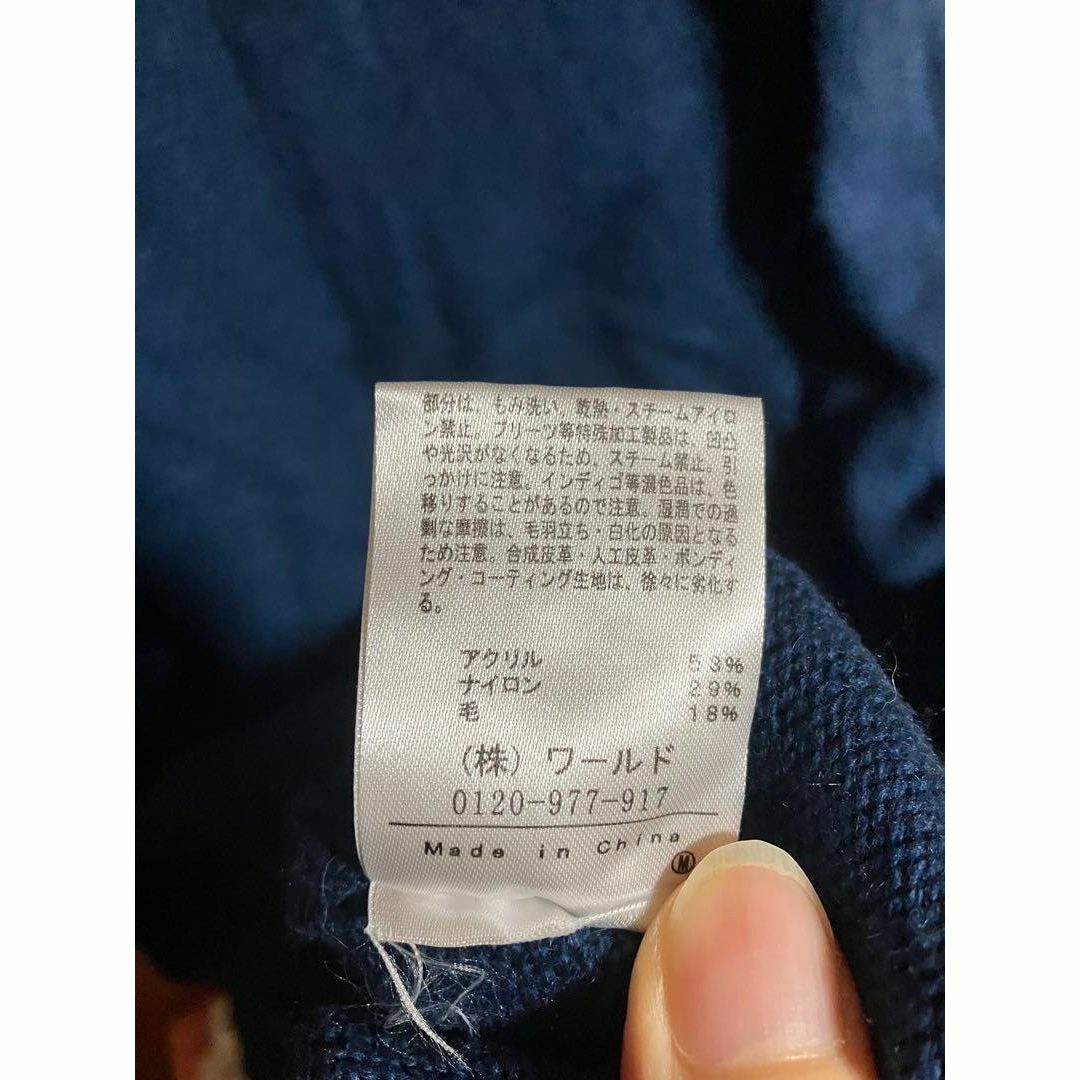 部分は、もみ洗い、乾熱・スチームアイロ
ン禁止。プリーツ等特殊加工製品は、凹凸
や光沢がなくなるため、スチーム禁止、引
っかけに注意。インディゴ等濃色品は、色
移りすることがあるので注意。湿潤での過
剰な摩擦は、毛羽立ち・白化の原因となる
ため注意。合成皮革・人工皮革・ボンディ
ング・コーティング生地は、徐々に劣化す
る。
アクリル 53%
ナイロン 29%
毛 18%
(株) ワールド
0120-977-917
Made in China
M